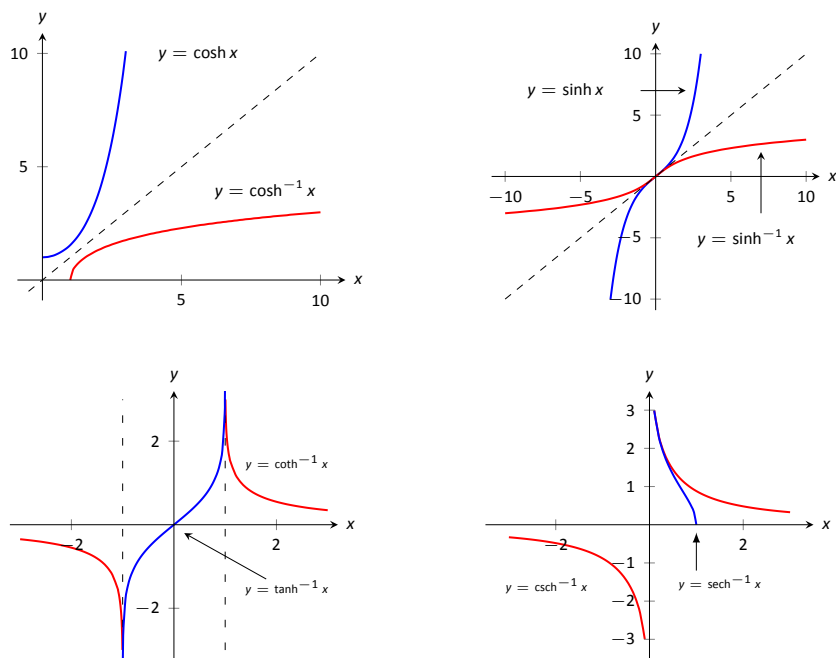 y
10
y = cosh x
5
y = cosh⁻¹ x
5
10
x
y
10
y = sinh x
5
−10
−5
5
10
x
−5
y = sinh⁻¹ x
−10
y
2
y = coth⁻¹ x
−2
2
x
y = tanh⁻¹ x
−2
y
3
2
1
−2
2
x
−1
y = csch⁻¹ x
y = sech⁻¹ x
−2
−3